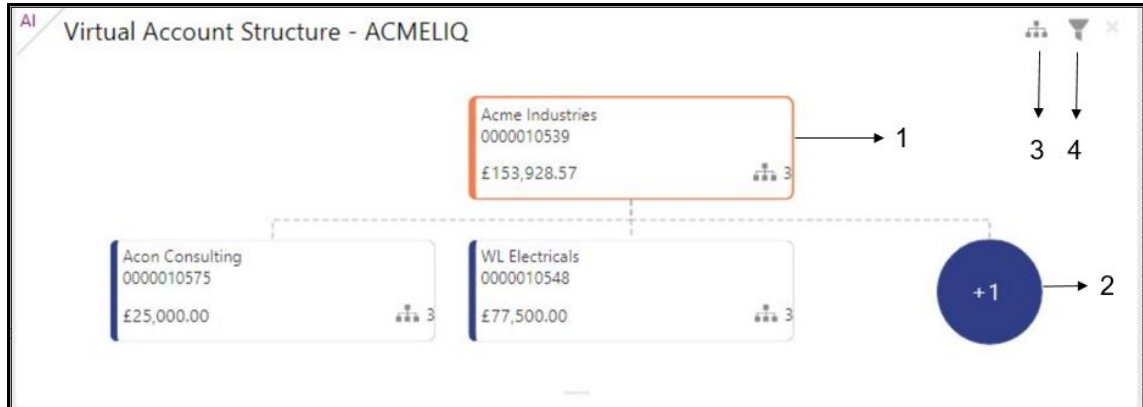 AI
Virtual Account Structure - ACMELIQ
3 4
Acme Industries
0000010539
£153,928.57 3
1
Acon Consulting
0000010575
£25,000.00 3
WL Electricals
0000010548
£77,500.00 3
+1
2